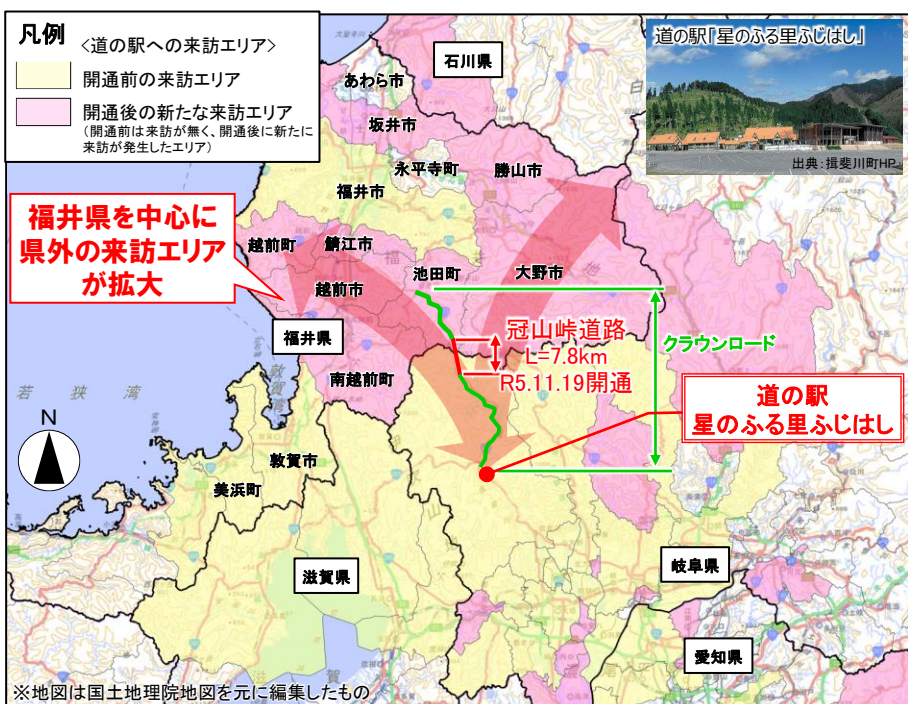 凡例
<道の駅への来訪エリア>
開通前の来訪エリア
開通後の新たな来訪エリア
(開通前は来訪が無く、開通後に新たに
来訪が発生したエリア)
道の駅「星のふる里ふじはし」
出典:揖斐川町HP
石川県
あわら市
坂井市
永平寺町
勝山市
福井市
福井県を中心に
県外の来訪エリア
が拡大
越前町
鯖江市
池田町
大野市
越前市
福井県
冠山峠道路
L=7.8km
R5.11.19開通
クラウンロード
南越前町
若狭湾
敦賀湾
道の駅
星のふる里ふじはし
N
敦賀市
美浜町
滋賀県
岐阜県
愛知県
滋
賀
※地図は国土地理院地図を元に編集したもの